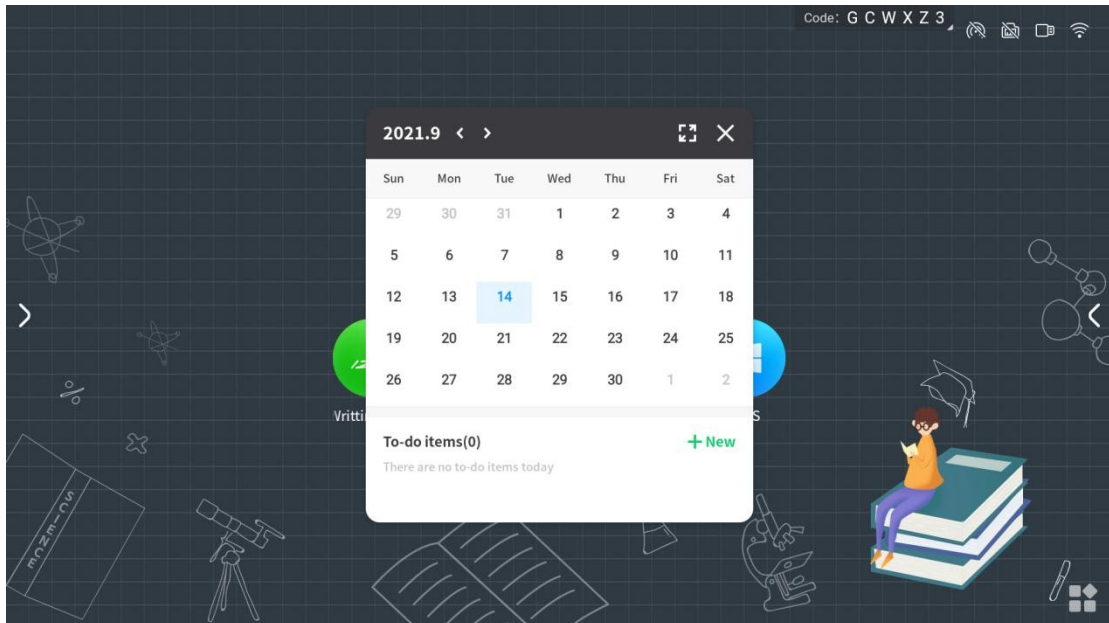 Code: G C W X Z 3
2021.9
Sun Mon Tue Wed Thu Fri Sat
29 30 31 1 2 3 4
5 6 7 8 9 10 11
12 13 14 15 16 17 18
19 20 21 22 23 24 25
26 27 28 29 30 1 2
Vritti
S
To-do items(0)
+ New
There are no to-do items today
SCIENCE